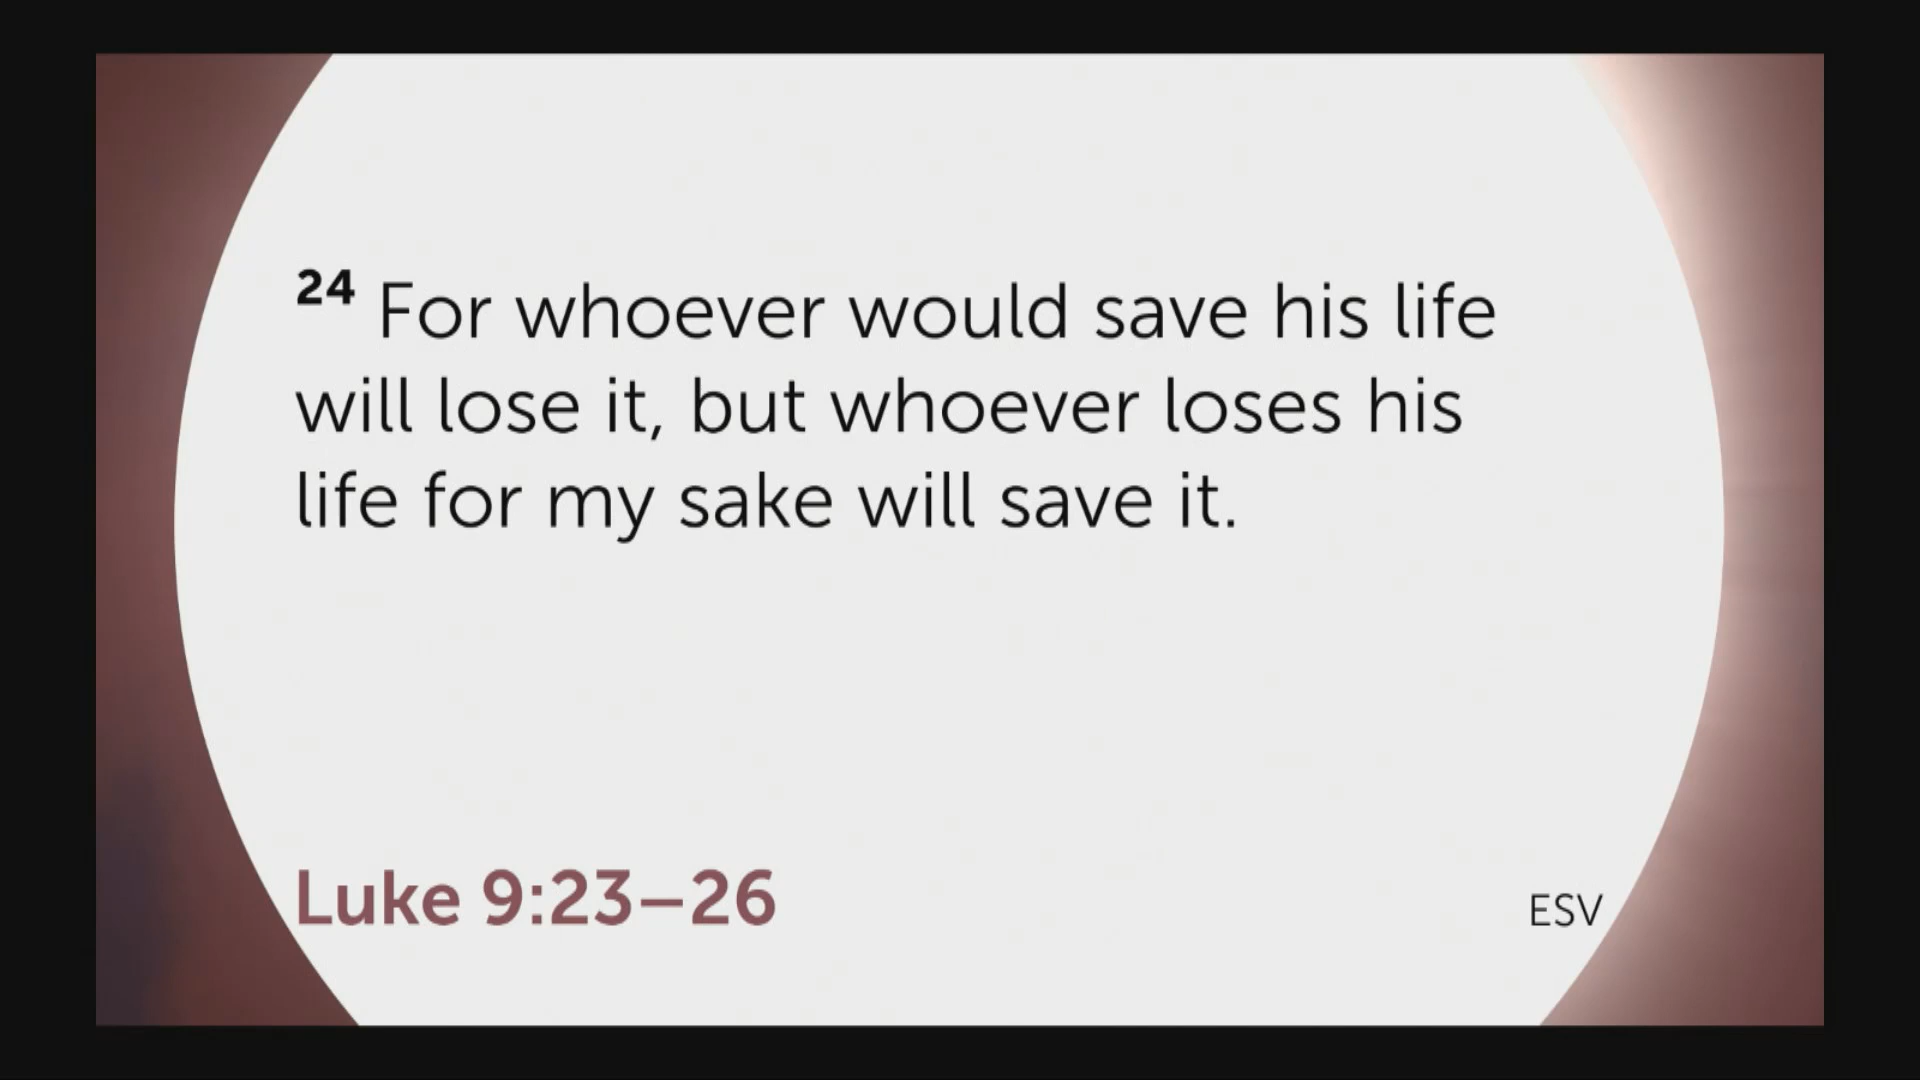 24 For whoever would save his life
will lose it, but whoever loses his
life for my sake will save it.
Luke 9:23–26
ESV